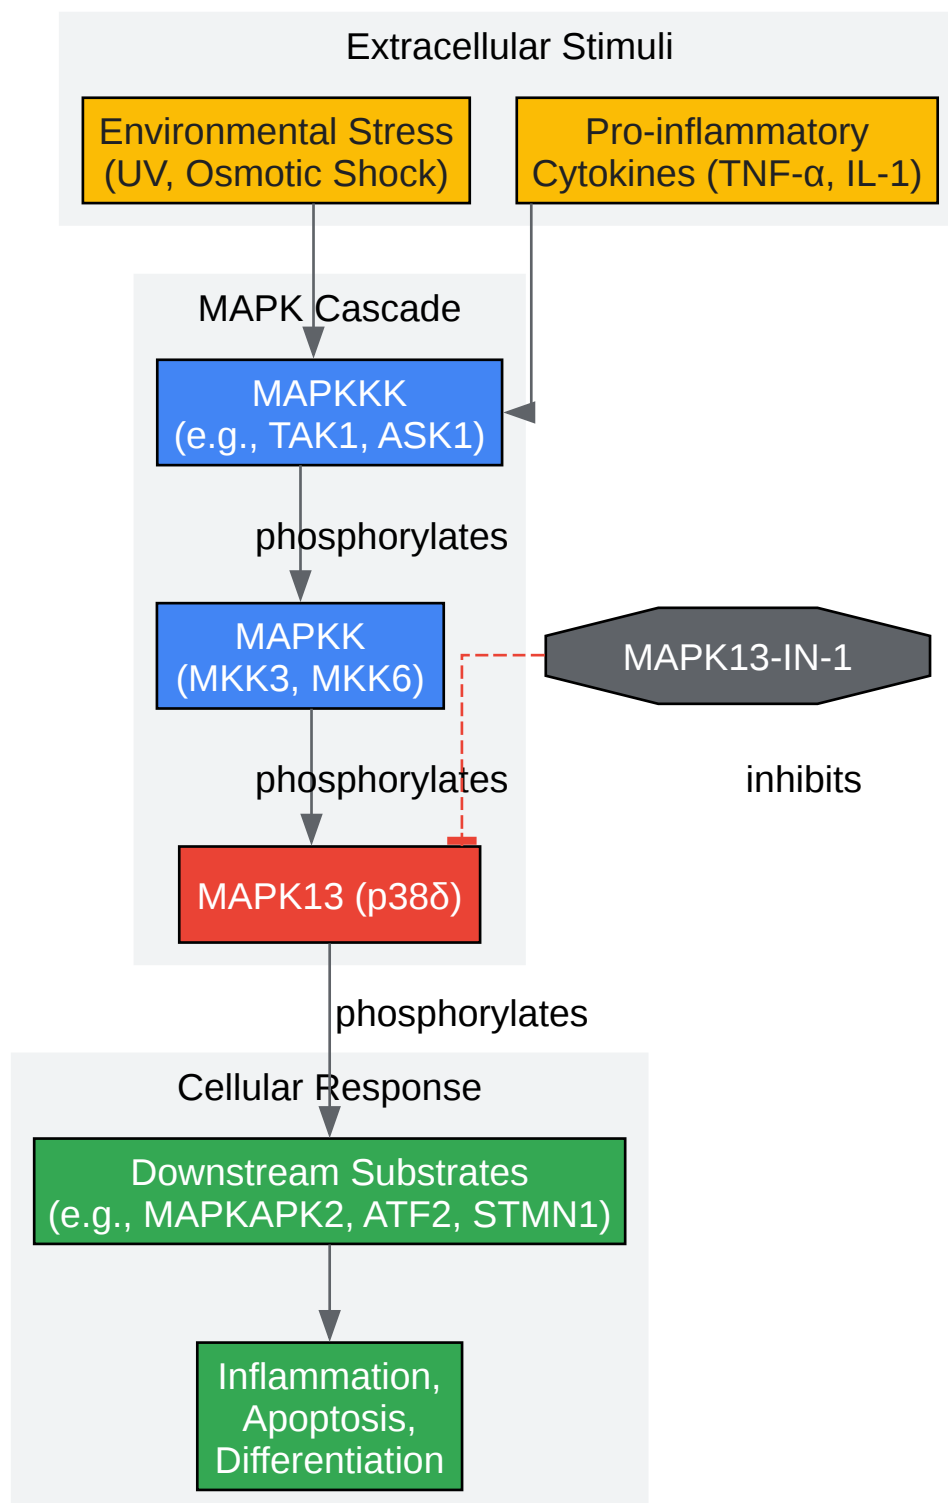 Extracellular Stimuli
Environmental Stress
(UV, Osmotic Shock)
Pro-inflammatory
Cytokines (TNF-α, IL-1)
MAPK Cascade
MAPKKK
(e.g., TAK1, ASK1)
phosphorylates
MAPKK
(MKK3, MKK6)
MAPK13-IN-1
phosphorylates
inhibits
MAPK13 (p38δ)
phosphorylates
Cellular Response
Downstream Substrates
(e.g., MAPKAPK2, ATF2, STMN1)
Inflammation,
Apoptosis,
Differentiation